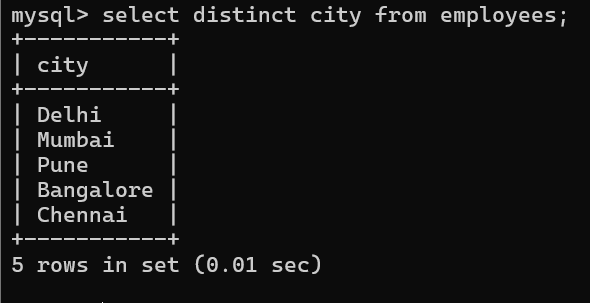 mysql> select distinct city from employees;
+-----------+
| city      |
+-----------+
| Delhi     |
| Mumbai    |
| Pune      |
| Bangalore |
| Chennai   |
+-----------+
5 rows in set (0.01 sec)